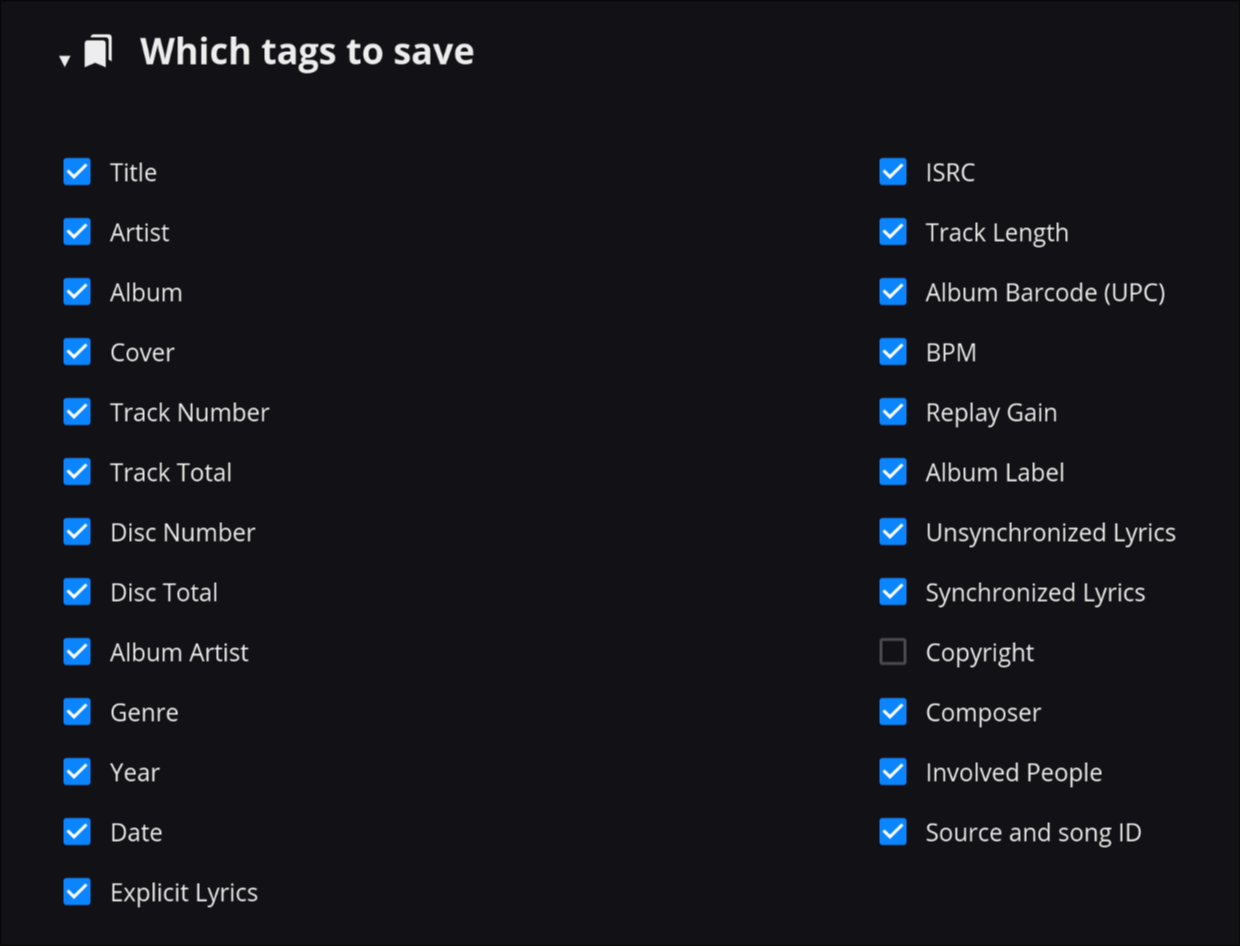 Which tags to save
Title
Artist
Album
Cover
Track Number
Track Total
Disc Number
Disc Total
Album Artist
Genre
Year
Date
Explicit Lyrics
ISRC
Track Length
Album Barcode (UPC)
BPM
Replay Gain
Album Label
Unsynchronized Lyrics
Synchronized Lyrics
Copyright
Composer
Involved People
Source and song ID